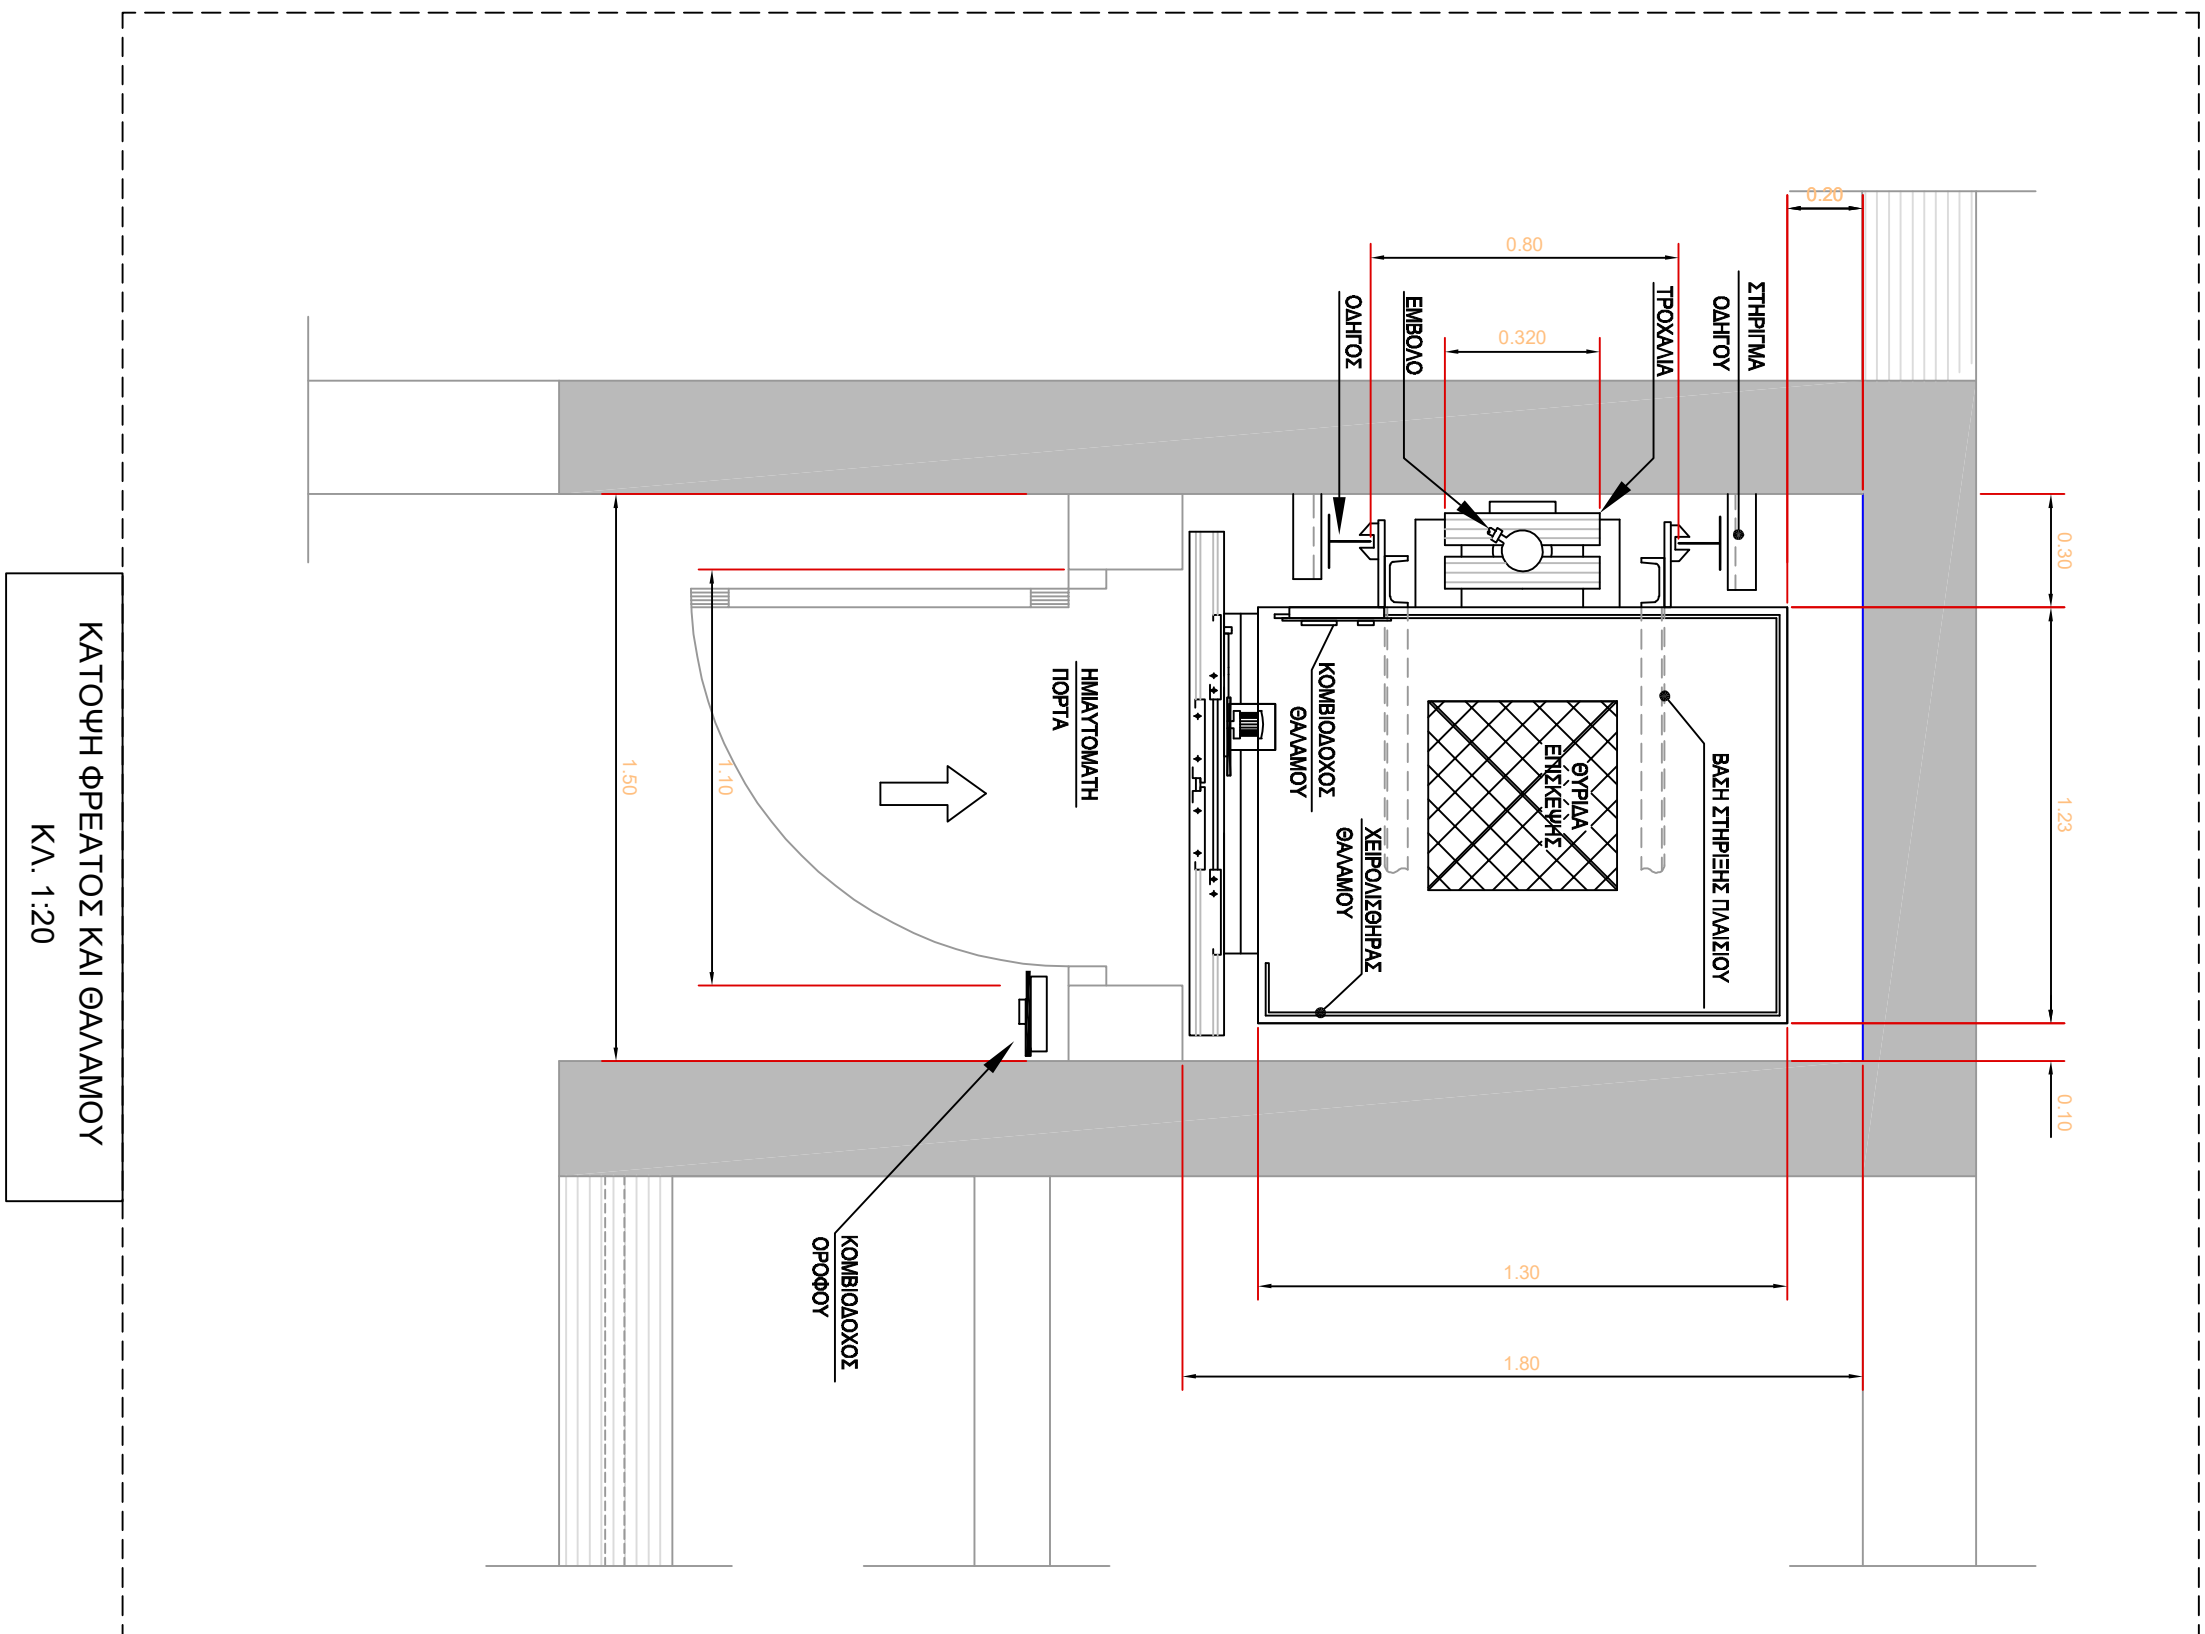 0.20
0.80
0.320
ΣΤΗΡΙΓΜΑ
ΟΔΗΓΟΥ
ΤΡΟΧΑΛΙΑ
ΕΜΒΟΛΟ
ΟΔΗΓΟΣ
0.30
1.23
0.10
ΒΑΣΗ ΣΤΗΡΙΞΗΣ ΠΛΑΙΣΙΟΥ
ΘΥΡΙΔΑ
ΕΠΙΣΚΕΨΗΣ
ΚΟΜΒΙΟΔΟΧΟΣ
ΘΑΛΑΜΟΥ
ΧΕΙΡΟΛΙΣΘΗΡΑΣ
ΘΑΛΑΜΟΥ
ΗΜΙΑΥΤΟΜΑΤΗ
ΠΟΡΤΑ
1.10
1.50
ΚΟΜΒΙΟΔΟΧΟΣ
ΟΡΟΦΟΥ
1.30
1.80
ΚΑΤΟΨΗ ΦΡΕΑΤΟΣ ΚΑΙ ΘΑΛΑΜΟΥ
ΚΛ. 1:20